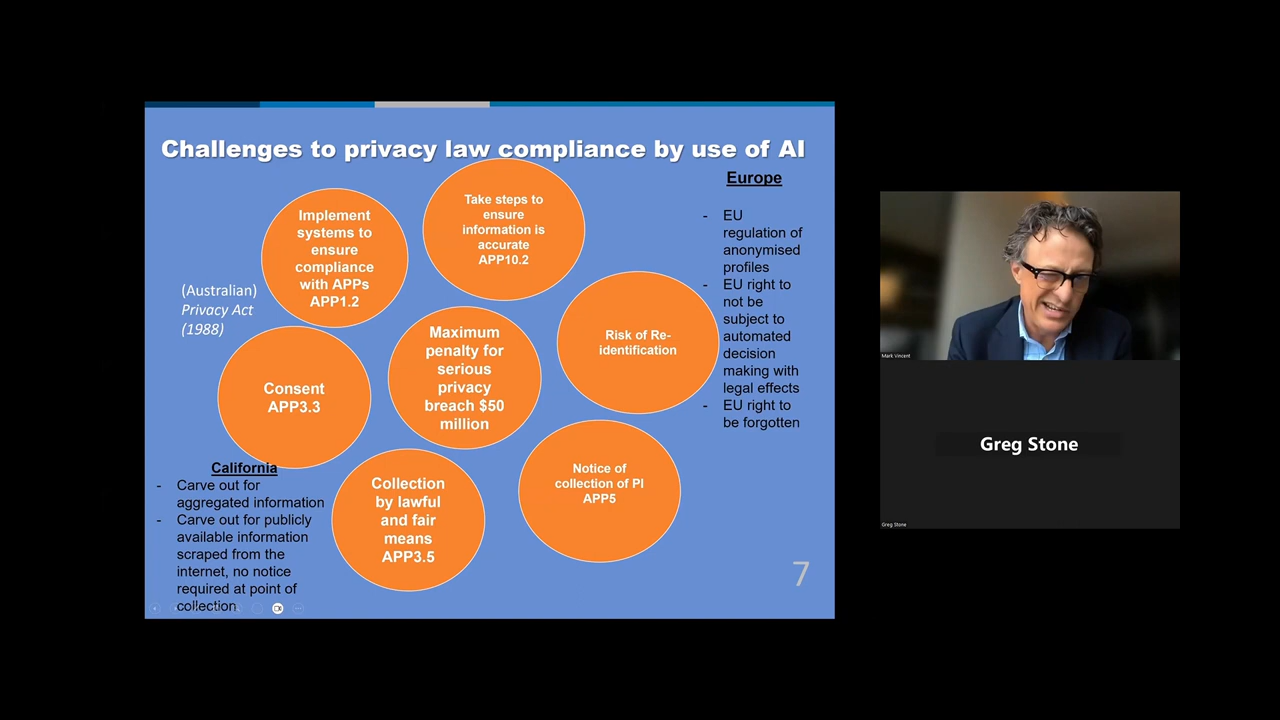 Challenges to privacy law compliance by use of AI
Implement
systems to
ensure
compliance
with APPs
APP1.2
Take steps to
ensure
information is
accurate
APP10.2
(Australian)
Privacy Act
(1988)
Consent
APP3.3
Maximum
penalty for
serious
privacy
breach $50
million
Risk of Re-
identification
Collection
by lawful
and fair
means
APP3.5
Notice of
collection of PI
APP5
Europe
- EU
regulation of
anonymised
profiles
- EU right to
not be
subject to
automated
decision
making with
legal effects
- EU right to
be forgotten
California
- Carve out for
aggregated information
- Carve out for publicly
available information
scraped from the
internet, no notice
required at point of
collection
7
Mark Vincent
Greg Stone
Greg Stone